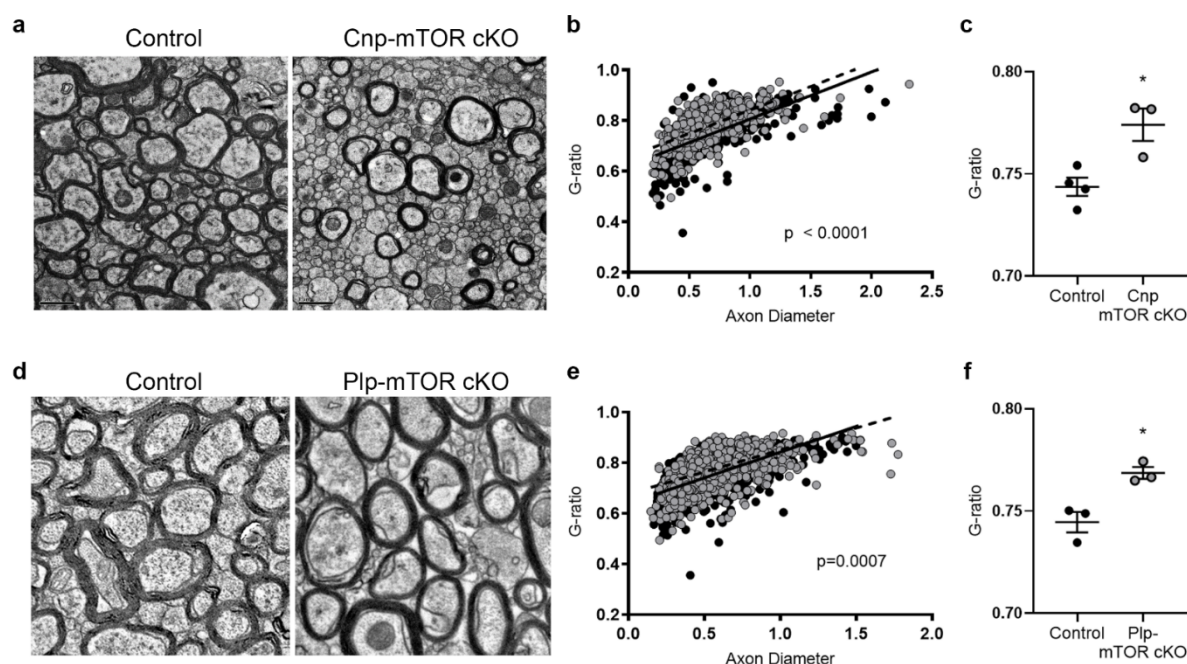 a
Control
Cnp-mTOR cKO
b
G-ratio
1.0
0.8
0.6
0.4
0.2
0.0
0.5
1.0
1.5
2.0
2.5
Axon Diameter
p < 0.0001
c
G-ratio
0.80
0.75
0.70
*
Control
Cnp
mTOR cKO
d
Control
Plp-mTOR cKO
e
G-ratio
1.0
0.8
0.6
0.4
0.2
0.0
0.5
1.0
1.5
2.0
2.5
Axon Diameter
p=0.0007
f
G-ratio
0.80
0.75
0.70
*
Control
Plp-
mTOR cKO